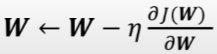 W ← W − η ∂J(W)/∂W